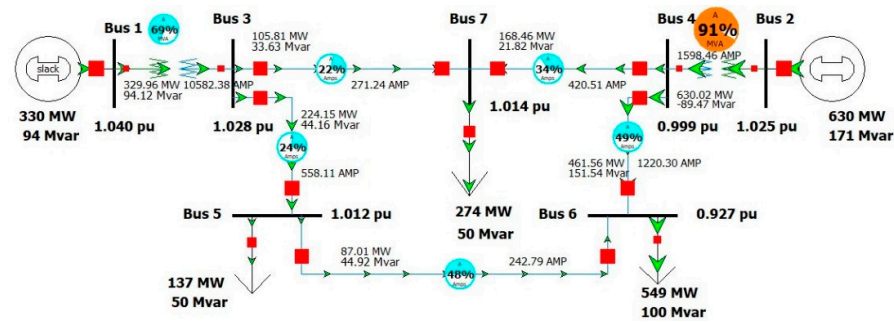 Bus 1
A
69%
MVA
Bus 3
105.81 MW
33.63 Mvar
A
22%
Amps
271.24 AMP
Bus 7
168.46 MW
21.82 Mvar
A
34%
Amps
420.51 AMP
Bus 4
A
91%
MVA
1598.46 AMP
Bus 2
slack
329.96 MW
94.12 Mvar
10582.38 AMP
330 MW
94 Mvar
1.040 pu
1.028 pu
224.15 MW
44.16 Mvar
A
24%
Amps
558.11 AMP
1.014 pu
630.02 MW
-89.47 Mvar
0.999 pu
1.025 pu
630 MW
171 Mvar
A
49%
Amps
461.56 MW
151.54 Mvar
1220.30 AMP
Bus 5
1.012 pu
274 MW
50 Mvar
Bus 6
0.927 pu
87.01 MW
44.92 Mvar
A
48%
Amps
242.79 AMP
137 MW
50 Mvar
549 MW
100 Mvar